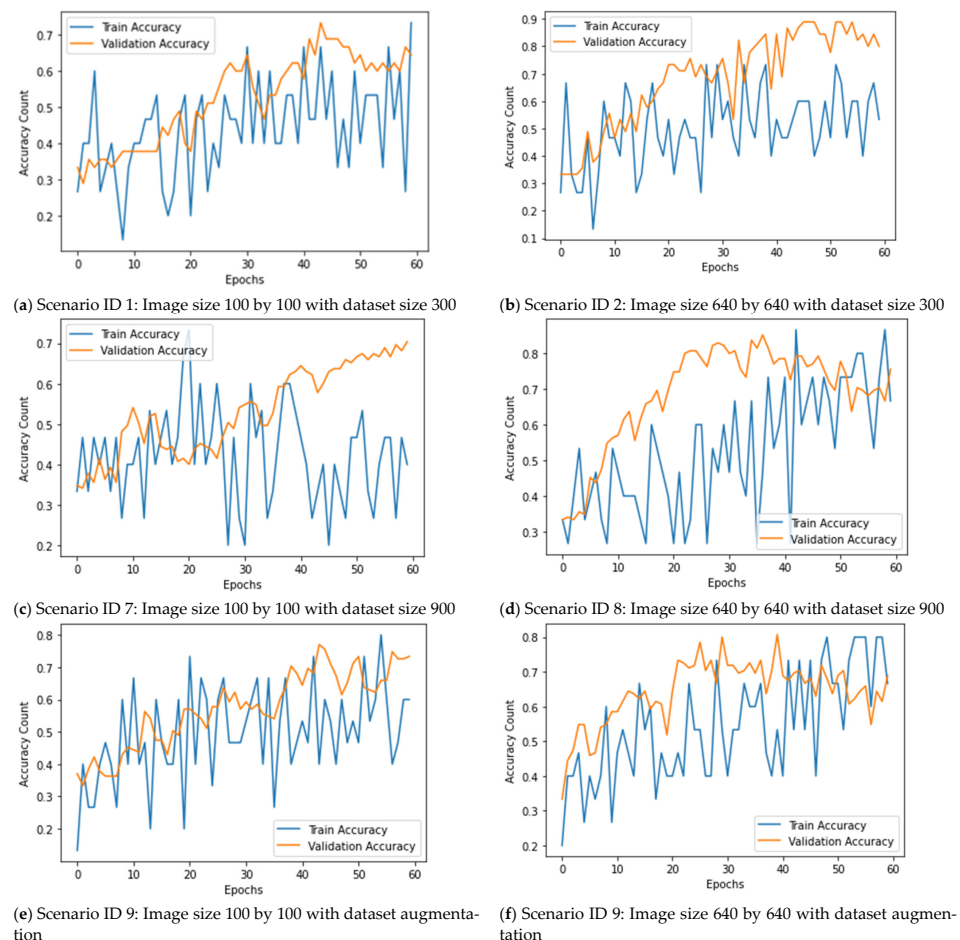 Train Accuracy
Validation Accuracy
0.7
0.6
0.5
0.4
0.3
0.2
Accuracy Count
0 10 20 30 40 50 60
Epochs
(a) Scenario ID 1: Image size 100 by 100 with dataset size 300
Train Accuracy
Validation Accuracy
0.9
0.8
0.7
0.6
0.5
0.4
0.3
0.2
0.1
Accuracy Count
0 10 20 30 40 50 60
Epochs
(b) Scenario ID 2: Image size 640 by 640 with dataset size 300
Train Accuracy
Validation Accuracy
0.7
0.6
0.5
0.4
0.3
0.2
Accuracy Count
0 10 20 30 40 50 60
Epochs
(c) Scenario ID 7: Image size 100 by 100 with dataset size 900
0.8
0.7
0.6
0.5
0.4
0.3
Accuracy Count
Train Accuracy
Validation Accuracy
0 10 20 30 40 50 60
Epochs
(d) Scenario ID 8: Image size 640 by 640 with dataset size 900
0.8
0.7
0.6
0.5
0.4
0.3
0.2
Accuracy Count
Train Accuracy
Validation Accuracy
0 10 20 30 40 50 60
Epochs
(e) Scenario ID 9: Image size 100 by 100 with dataset augmenta-
tion
0.8
0.7
0.6
0.5
0.4
0.3
0.2
Accuracy Count
Train Accuracy
Validation Accuracy
0 10 20 30 40 50 60
Epochs
(f) Scenario ID 9: Image size 640 by 640 with dataset augmen-
tation